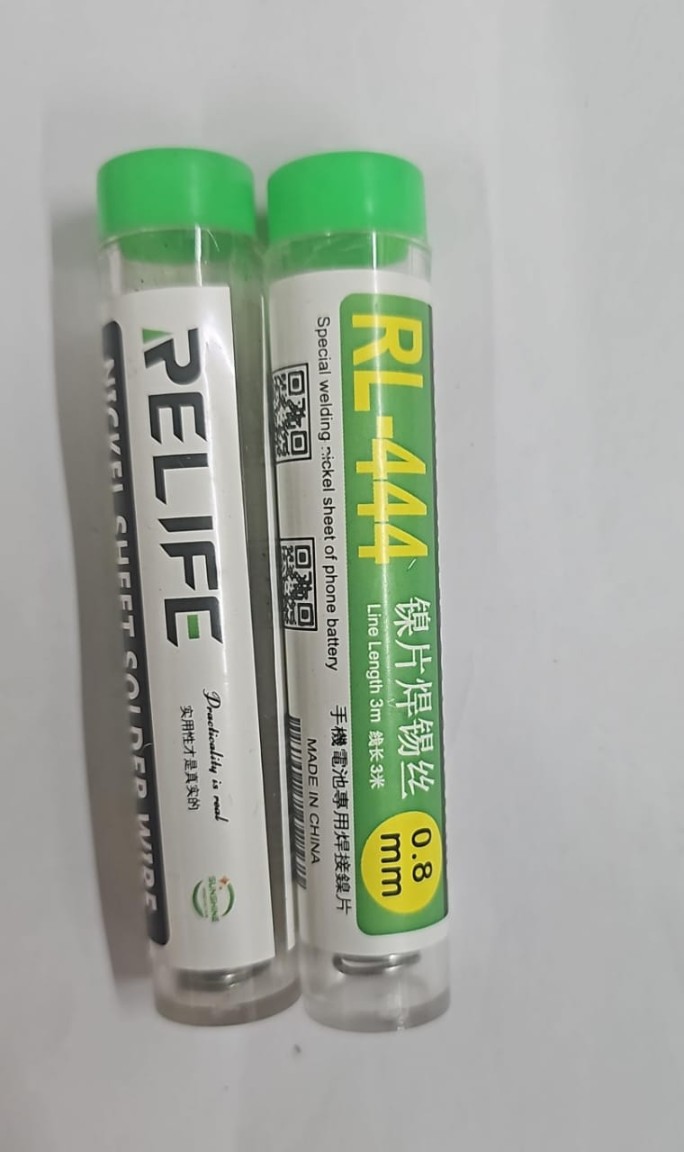 RELIFE
NICKEL SHEET SOLDER WIRE
Practicality is real
实用性才是真实的
SUNSHINE
RL-444
镍片焊锡丝
Line Length 3m 线长 3米
0.8
mm
Special welding nickel sheet of phone battery
手機電池專用焊接鎳片
MADE IN CHINA